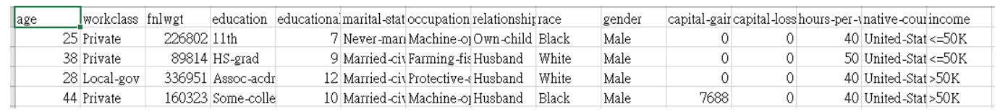 age workclass fnlwgt education educationa marital-stat occupation relationship race gender capital-gair capital-loss hours-per-v native-cour income
25 Private 226802 11th 7 Never-marr Machine-op Own-child Black Male 0 0 40 United-Stat <=50K
38 Private 89814 HS-grad 9 Married-civ Farming-fis Husband White Male 0 0 50 United-Stat <=50K
28 Local-gov 336951 Assoc-acdr 12 Married-civ Protective-s Husband White Male 0 0 40 United-Stat >50K
44 Private 160323 Some-colle 10 Married-civ Machine-op Husband Black Male 7688 0 40 United-Stat >50K